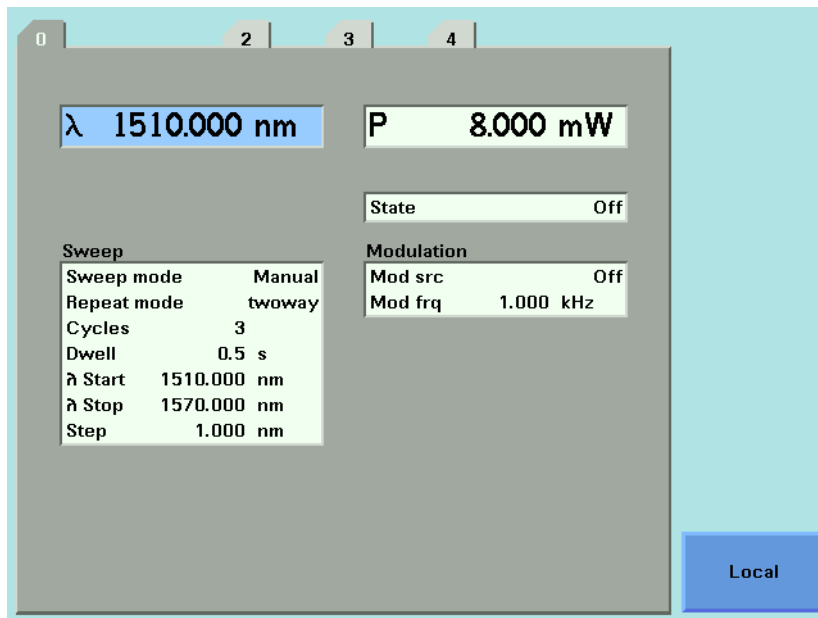 0 2 3 4
λ 1510.000 nm
P 8.000 mW
State Off
Sweep
Sweep mode Manual
Repeat mode twoway
Cycles 3
Dwell 0.5 s
λ Start 1510.000 nm
λ Stop 1570.000 nm
Step 1.000 nm
Modulation
Mod src Off
Mod frq 1.000 kHz
Local